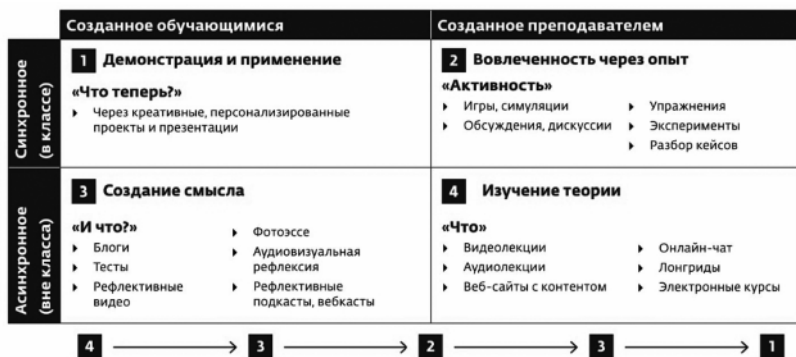 Созданное обучающимися
Созданное преподавателем
Синхронное
(в классе)
1 Демонстрация и применение
«Что теперь?»
‣ Через креативные, персонализированные
проекты и презентации
2 Вовлеченность через опыт
«Активность»
‣ Игры, симуляции
‣ Обсуждения, дискуссии
‣ Упражнения
‣ Эксперименты
‣ Разбор кейсов
Асинхронное
(вне класса)
3 Создание смысла
«И что?»
‣ Блоги
‣ Тесты
‣ Рефлективные
видео
‣ Фотоэссе
‣ Аудиовизуальная
рефлексия
‣ Рефлективные
подкасты, вебкасты
4 Изучение теории
«Что»
‣ Видеолекции
‣ Аудиолекции
‣ Веб-сайты с контентом
‣ Онлайн-чат
‣ Лонгриды
‣ Электронные курсы
4 → 3 → 2 → 3 → 1